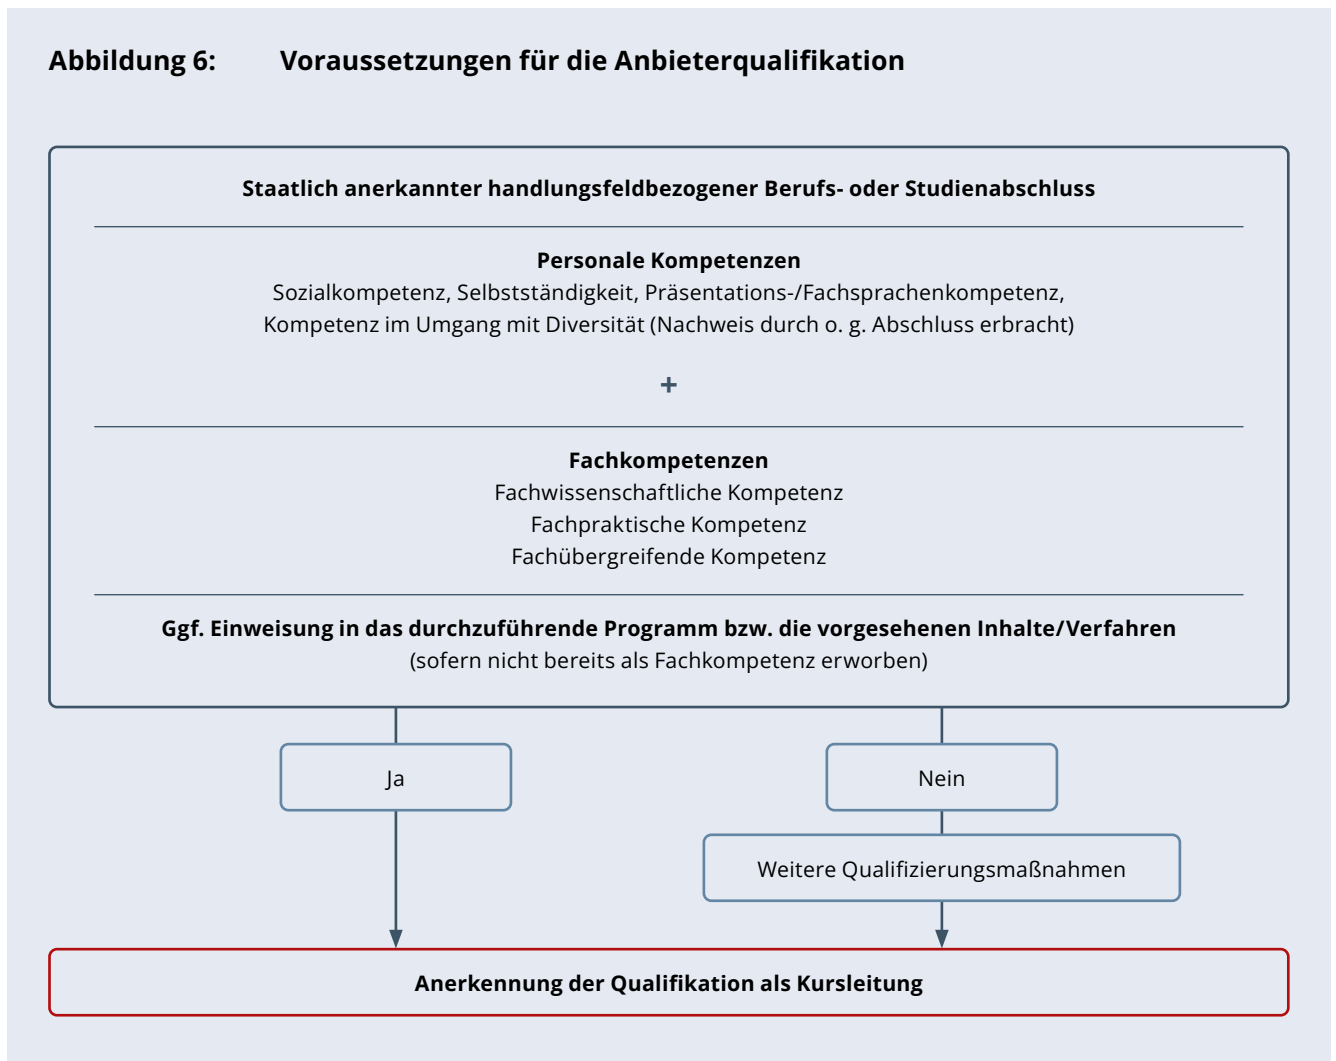 Abbildung 6: Voraussetzungen für die Anbieterqualifikation
Staatlich anerkannter handlungsfeldbezogener Berufs- oder Studienabschluss
Personale Kompetenzen
Sozialkompetenz, Selbstständigkeit, Präsentations-/Fachsprachenkompetenz,
Kompetenz im Umgang mit Diversität (Nachweis durch o. g. Abschluss erbracht)
+
Fachkompetenzen
Fachwissenschaftliche Kompetenz
Fachpraktische Kompetenz
Fachübergreifende Kompetenz
Ggf. Einweisung in das durchzuführende Programm bzw. die vorgesehenen Inhalte/Verfahren
(sofern nicht bereits als Fachkompetenz erworben)
Ja
Nein
Weitere Qualifizierungsmaßnahmen
Anerkennung der Qualifikation als Kursleitung